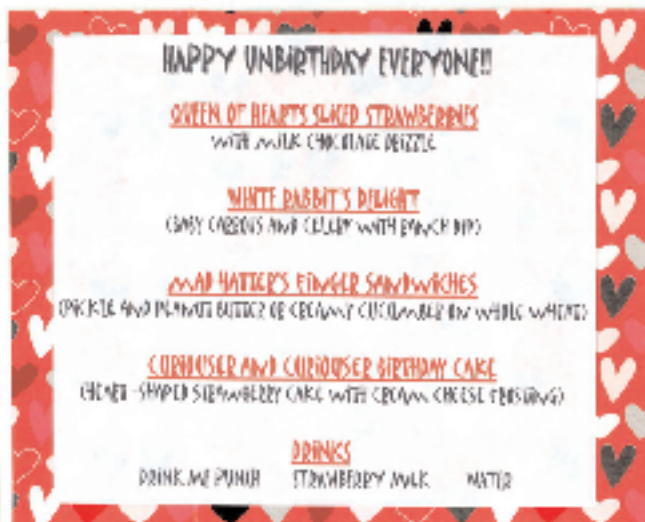 HAPPY UNBIRTHDAY EVERYONE!!
QUEEN OF HEARTS SLICED STRAWBERRIES
WITH MILK CHOCOLATE DRIZZLE
WHITE RABBIT'S DELIGHT
(BABY CARROTS AND CELERY WITH RANCH DIP)
MAD HATTER'S FINGER SANDWICHES
(PICKLE AND PEANUT BUTTER OR CREAMY CUCUMBER ON WHOLE WHEAT)
CURIOUSER AND CURIOUSER BIRTHDAY CAKE
(HEART-SHAPED STRAWBERRY CAKE WITH CREAM CHEESE FROSTING)
DRINKS
DRINK ME PUNCH STRAWBERRY MILK WATER